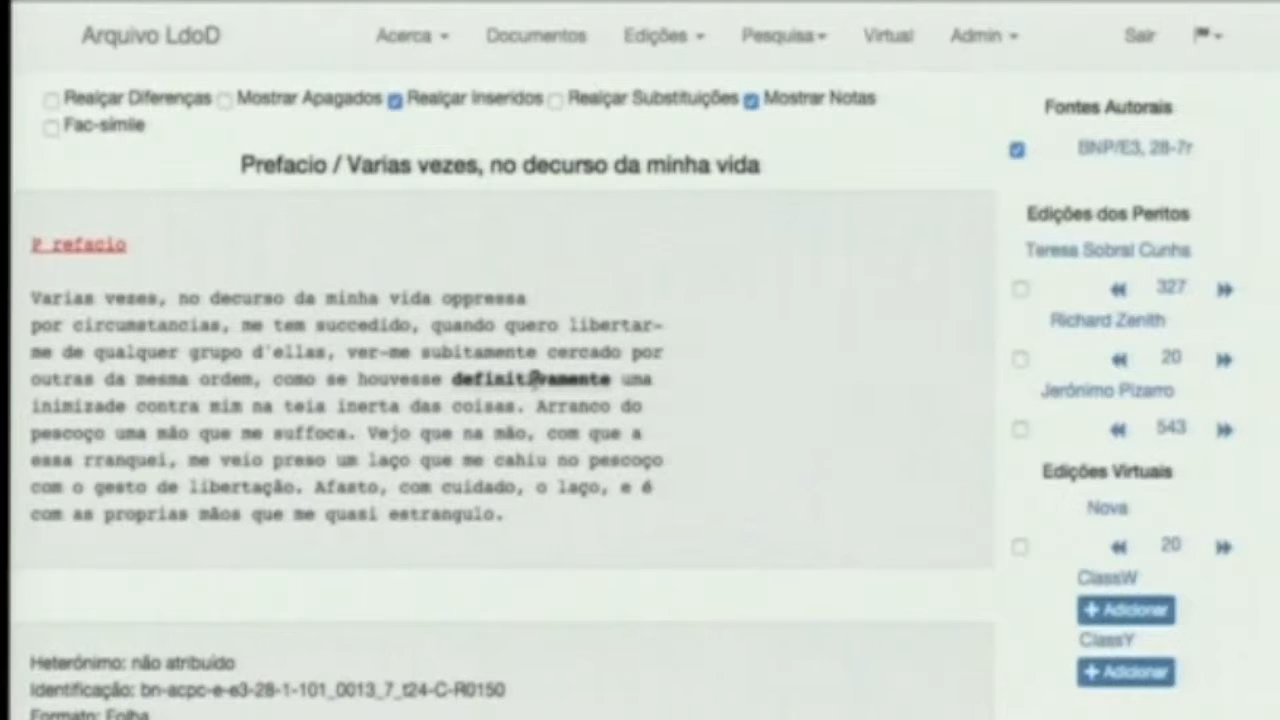 Arquivo LdoD Acerca Documentos Edições Pesquisa Virtual Admin Sair
Realçar Diferenças Mostrar Apagados Realçar Inseridos Realçar Substituições Mostrar Notas
Fac-símile
Prefacio / Varias vezes, no decurso da minha vida
P refacio
Varias vezes, no decurso da minha vida oppressa
por circumstancias, me tem succedido, quando quero libertar-
me de qualquer grupo d'ellas, ver-me subitamente cercado por
outras da mesma ordem, como se houvesse definitivamente uma
inimizade contra mim na teia inerta das coisas. Arranco do
pescoço uma mão que me suffoca. Vejo que na mão, com que a
essa rranquei, me veio preso um laço que me cahiu no pescoço
com o gesto de libertação. Afasto, com cuidado, o laço, e é
com as proprias mãos que me quasi estrangulo.
Heterónimo: não atribuído
Identificação: bn-acpc-e-e3-28-1-101_0013_7_t24-C-R0150
Formato: Folha
Fontes Autorais
BNP/E3, 28-7r
Edições dos Peritos
Teresa Sobral Cunha
327
Richard Zenith
20
Jerónimo Pizarro
543
Edições Virtuais
Nova
20
ClassW
+ Adicionar
ClassY
+ Adicionar